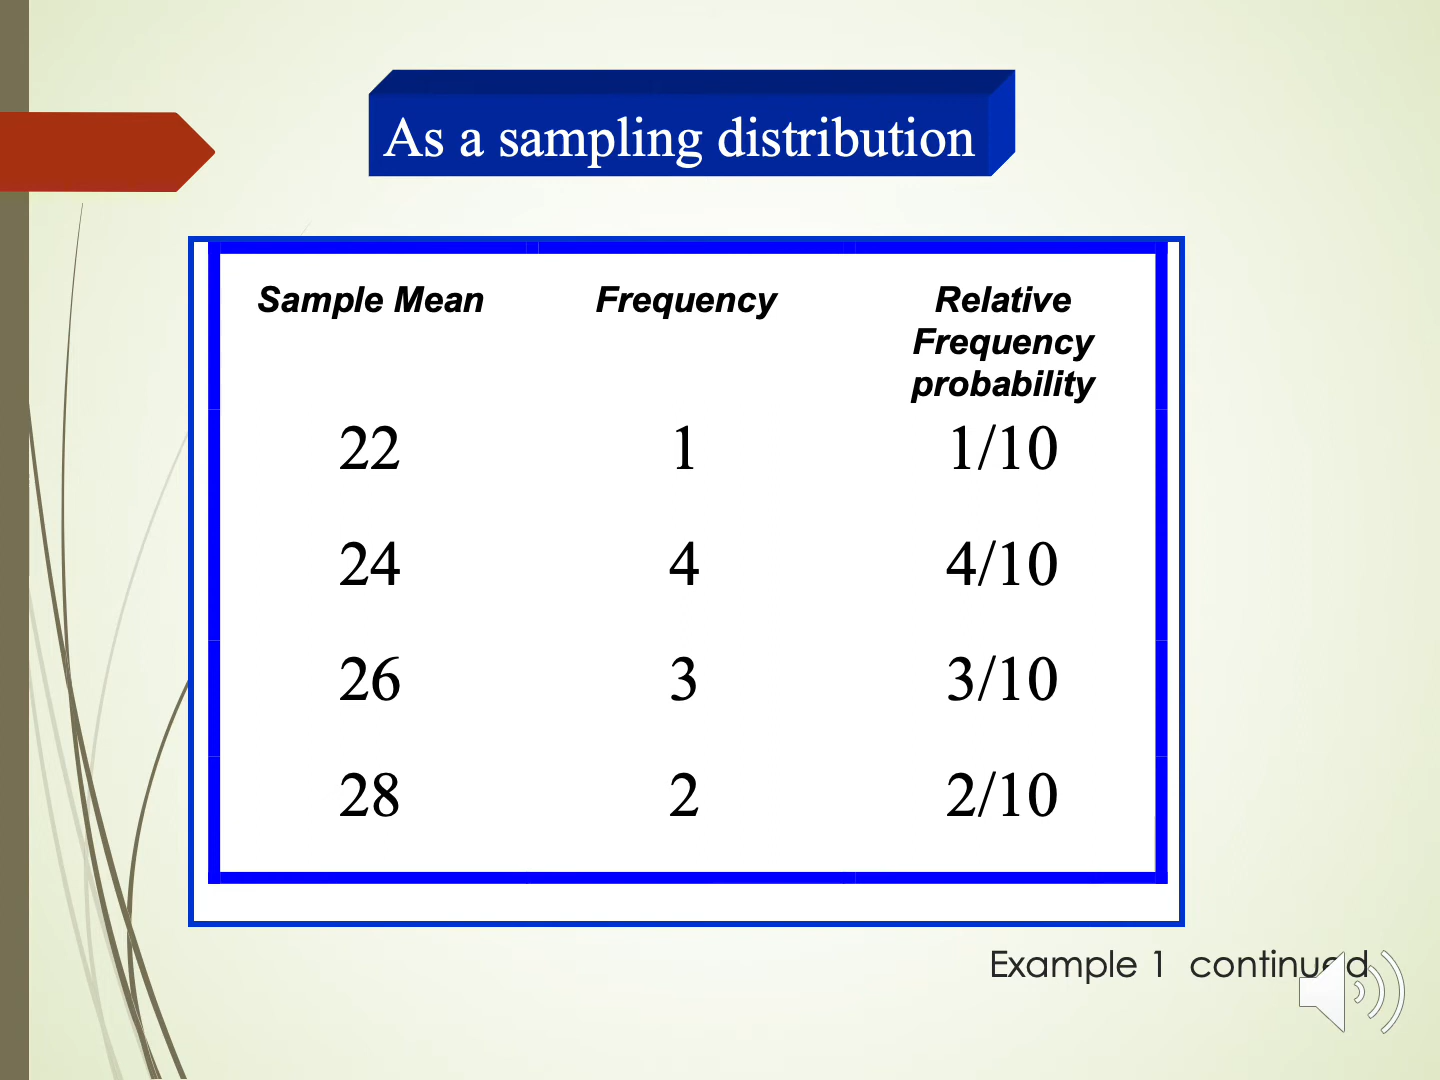 As a sampling distribution
Sample Mean Frequency Relative
Frequency
probability
22 1 1/10
24 4 4/10
26 3 3/10
28 2 2/10
Example 1 continued